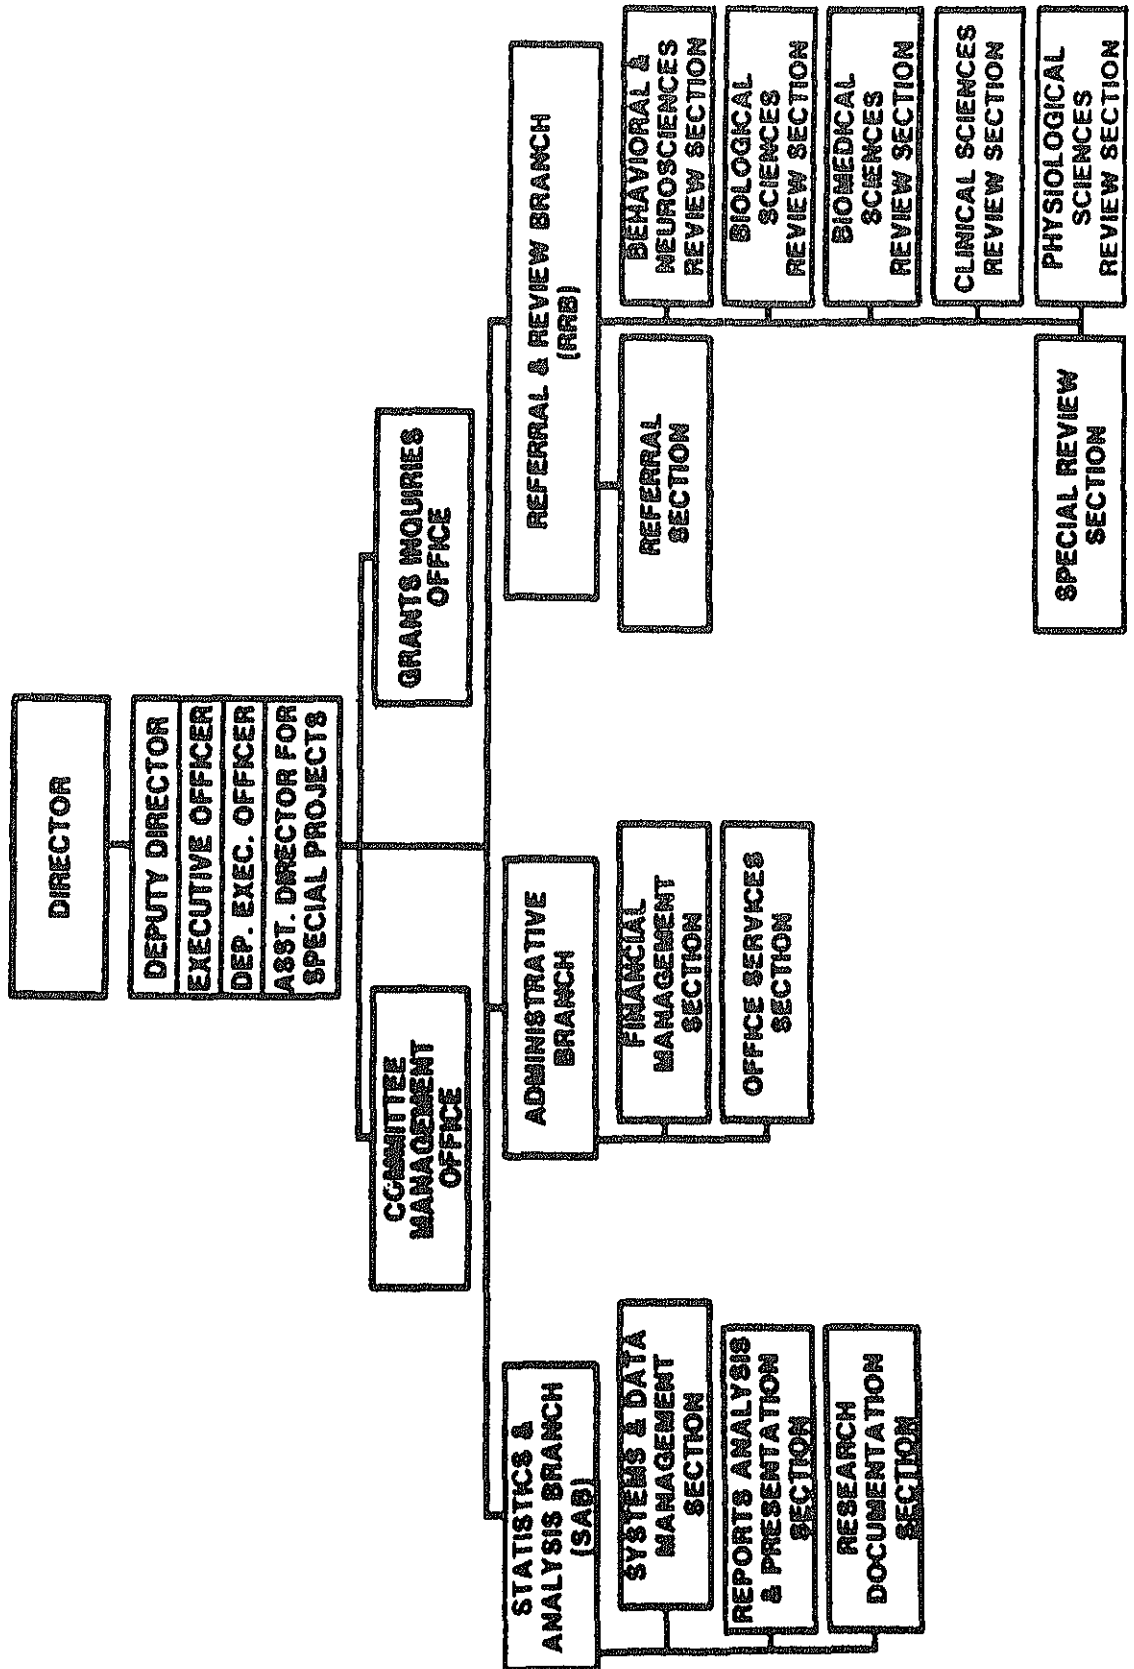 DIRECTOR
DEPUTY DIRECTOR
EXECUTIVE OFFICER
DEP. EXEC. OFFICER
ASST. DIRECTOR FOR
SPECIAL PROJECTS
COMMITTEE
MANAGEMENT
OFFICE
GRANTS INQUIRIES
OFFICE
STATISTICS &
ANALYSIS BRANCH
(SAB)
SYSTEMS & DATA
MANAGEMENT
SECTION
REPORTS ANALYSIS
& PRESENTATION
SECTION
RESEARCH
DOCUMENTATION
SECTION
ADMINISTRATIVE
BRANCH
FINANCIAL
MANAGEMENT
SECTION
OFFICE SERVICES
SECTION
REFERRAL & REVIEW BRANCH
(RRB)
REFERRAL
SECTION
SPECIAL REVIEW
SECTION
BEHAVIORAL &
NEUROSCIENCES
REVIEW SECTION
BIOLOGICAL
SCIENCES
REVIEW SECTION
BIOMEDICAL
SCIENCES
REVIEW SECTION
CLINICAL SCIENCES
REVIEW SECTION
PHYSIOLOGICAL
SCIENCES
REVIEW SECTION